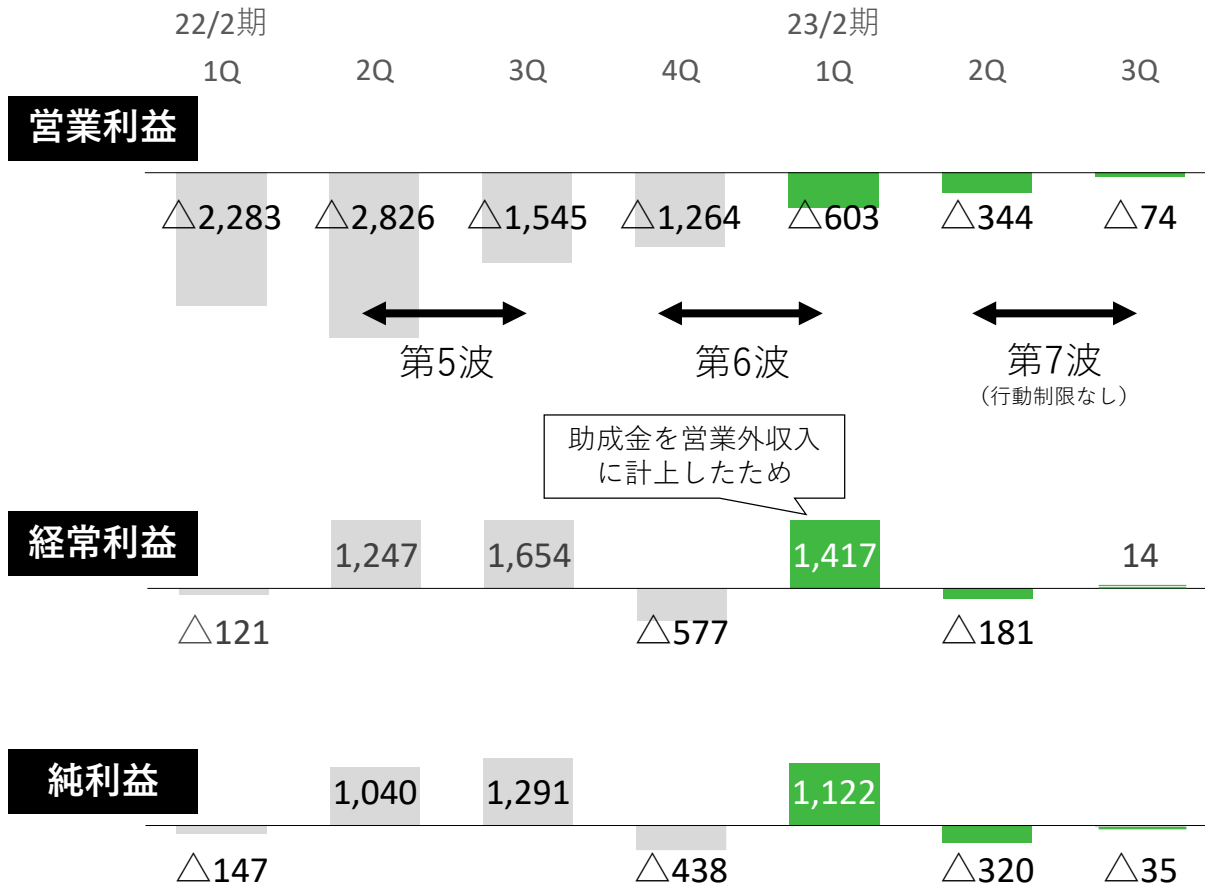 22/2期 23/2期
1Q 2Q 3Q 4Q 1Q 2Q 3Q
営業利益
△2,283 △2,826 △1,545 △1,264 △603 △344 △74
第5波 第6波 第7波
（行動制限なし）
助成金を営業外収入
に計上したため
経常利益
1,247 1,654 1,417 14
△121 △577 △181
純利益
1,040 1,291 1,122
△147 △438 △320 △35